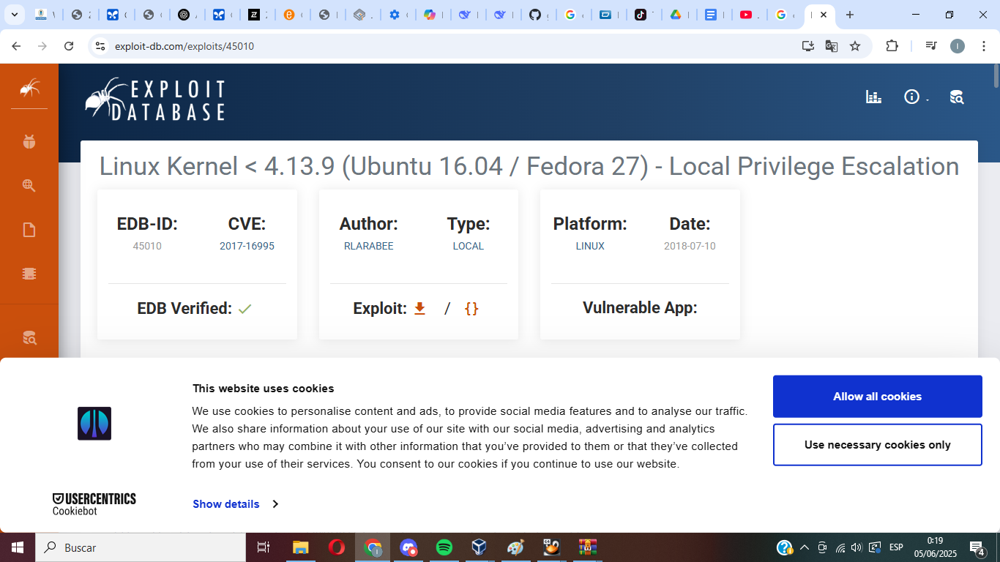 exploit-db.com/exploits/45010
I
EXPLOIT
DATABASE
Linux Kernel < 4.13.9 (Ubuntu 16.04 / Fedora 27) - Local Privilege Escalation
EDB-ID:
45010
CVE:
2017-16995
EDB Verified:
Author:
RLARABEE
Type:
LOCAL
Exploit: / {}
Platform:
LINUX
Date:
2018-07-10
Vulnerable App:
This website uses cookies
We use cookies to personalise content and ads, to provide social media features and to analyse our traffic.
We also share information about your use of our site with our social media, advertising and analytics
partners who may combine it with other information that you've provided to them or that they've collected
from your use of their services. You consent to our cookies if you continue to use our website.
Allow all cookies
Use necessary cookies only
USERCENTRICS
Cookiebot
Show details
Buscar
ESP
0:19
05/06/2025
4